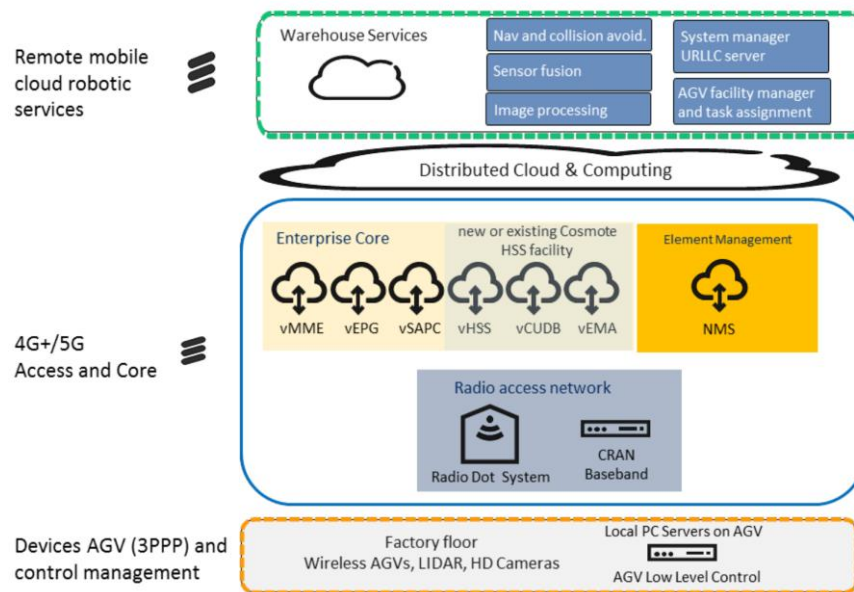 Remote mobile
cloud robotic
services
Warehouse Services
Nav and collision avoid.
Sensor fusion
Image processing
System manager
URLLC server
AGV facility manager
and task assignment
Distributed Cloud & Computing
4G+/5G
Access and Core
Enterprise Core
vMME
vEPG
vSAPC
new or existing Cosmote
HSS facility
vHSS
vCUDB
vEMA
Element Management
NMS
Radio access network
Radio Dot System
CRAN
Baseband
Devices AGV (3PPP) and
control management
Factory floor
Wireless AGVs, LIDAR, HD Cameras
Local PC Servers on AGV
AGV Low Level Control